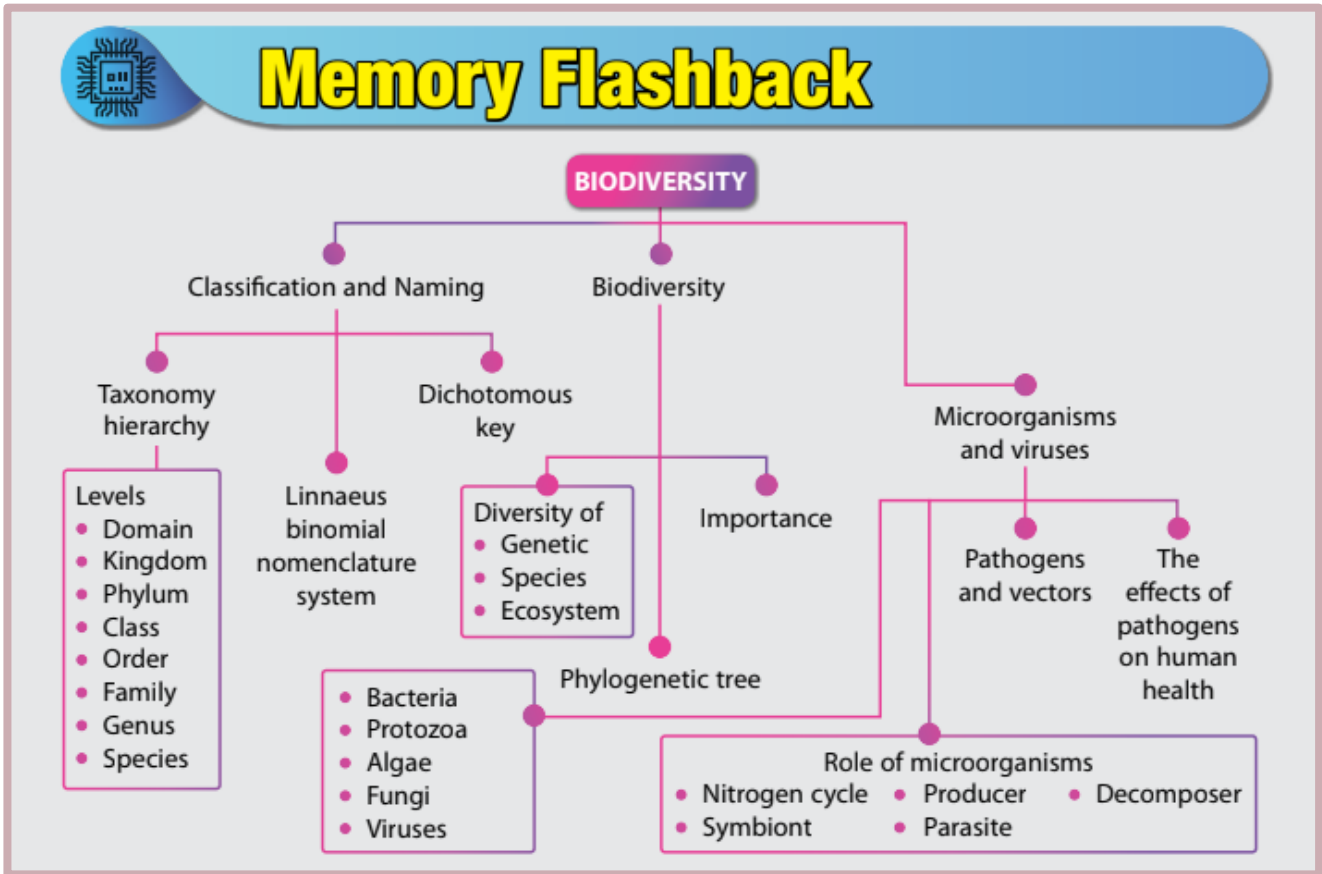 Memory Flashback
BIODIVERSITY
Classification and Naming
Taxonomy
hierarchy
Levels
• Domain
• Kingdom
• Phylum
• Class
• Order
• Family
• Genus
• Species
Linnaeus
binomial
nomenclature
system
Dichotomous
key
Biodiversity
Diversity of
• Genetic
• Species
• Ecosystem
Importance
Phylogenetic tree
Microorganisms
and viruses
• Bacteria
• Protozoa
• Algae
• Fungi
• Viruses
Role of microorganisms
• Nitrogen cycle • Producer • Decomposer
• Symbiont • Parasite
Pathogens
and vectors
The
effects of
pathogens
on human
health